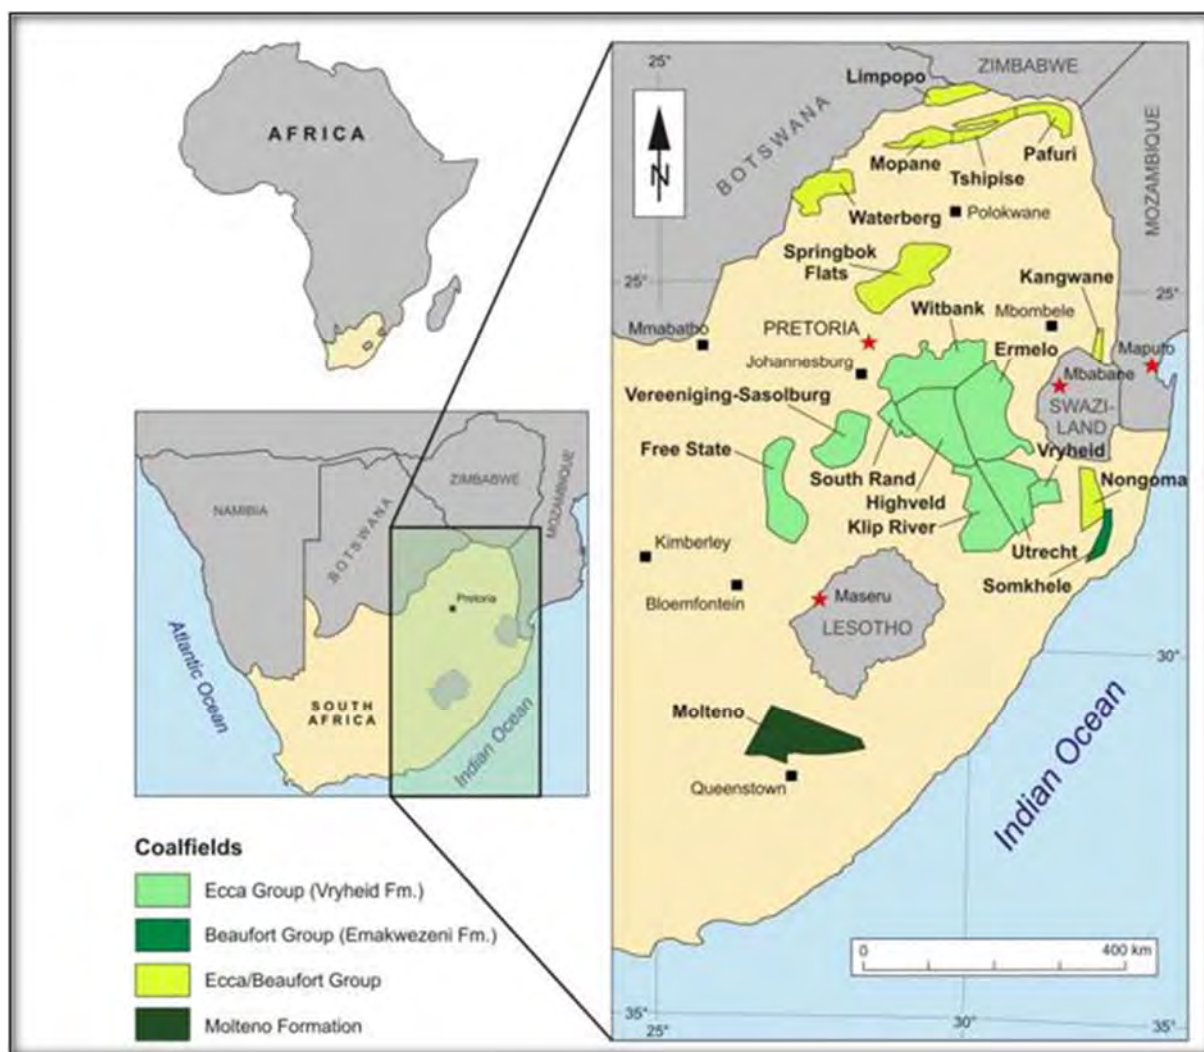 AFRICA
NAMIBIA
BOTSWANA
ZIMBABWE
MOZAMBIQUE
Pretoria
SOUTH
AFRICA
Atlantic Ocean
Indian Ocean
Coalfields
Ecca Group (Vryheid Fm.)
Beaufort Group (Emakwezeni Fm.)
Ecca/Beaufort Group
Molteno Formation
25°
N
BOTSWANA
ZIMBABWE
MOZAMBIQUE
Limpopo
Mopane
Tshipise
Pafuri
Waterberg
Polokwane
Springbok
Flats
Kangwane
25°
25°
Witbank
Mbombele
Mmabatho
PRETORIA
Johannesburg
Ermelo
Maputo
Mbabane
SWAZI-
LAND
Vereeniging-Sasolburg
Free State
South Rand
Highveld
Klip River
Vryheid
Nongoma
Utrecht
Somkhele
Kimberley
Bloemfontein
Maseru
LESOTHO
30°
Molteno
Queenstown
Indian Ocean
0
400 km
35°
25°
30°
35°